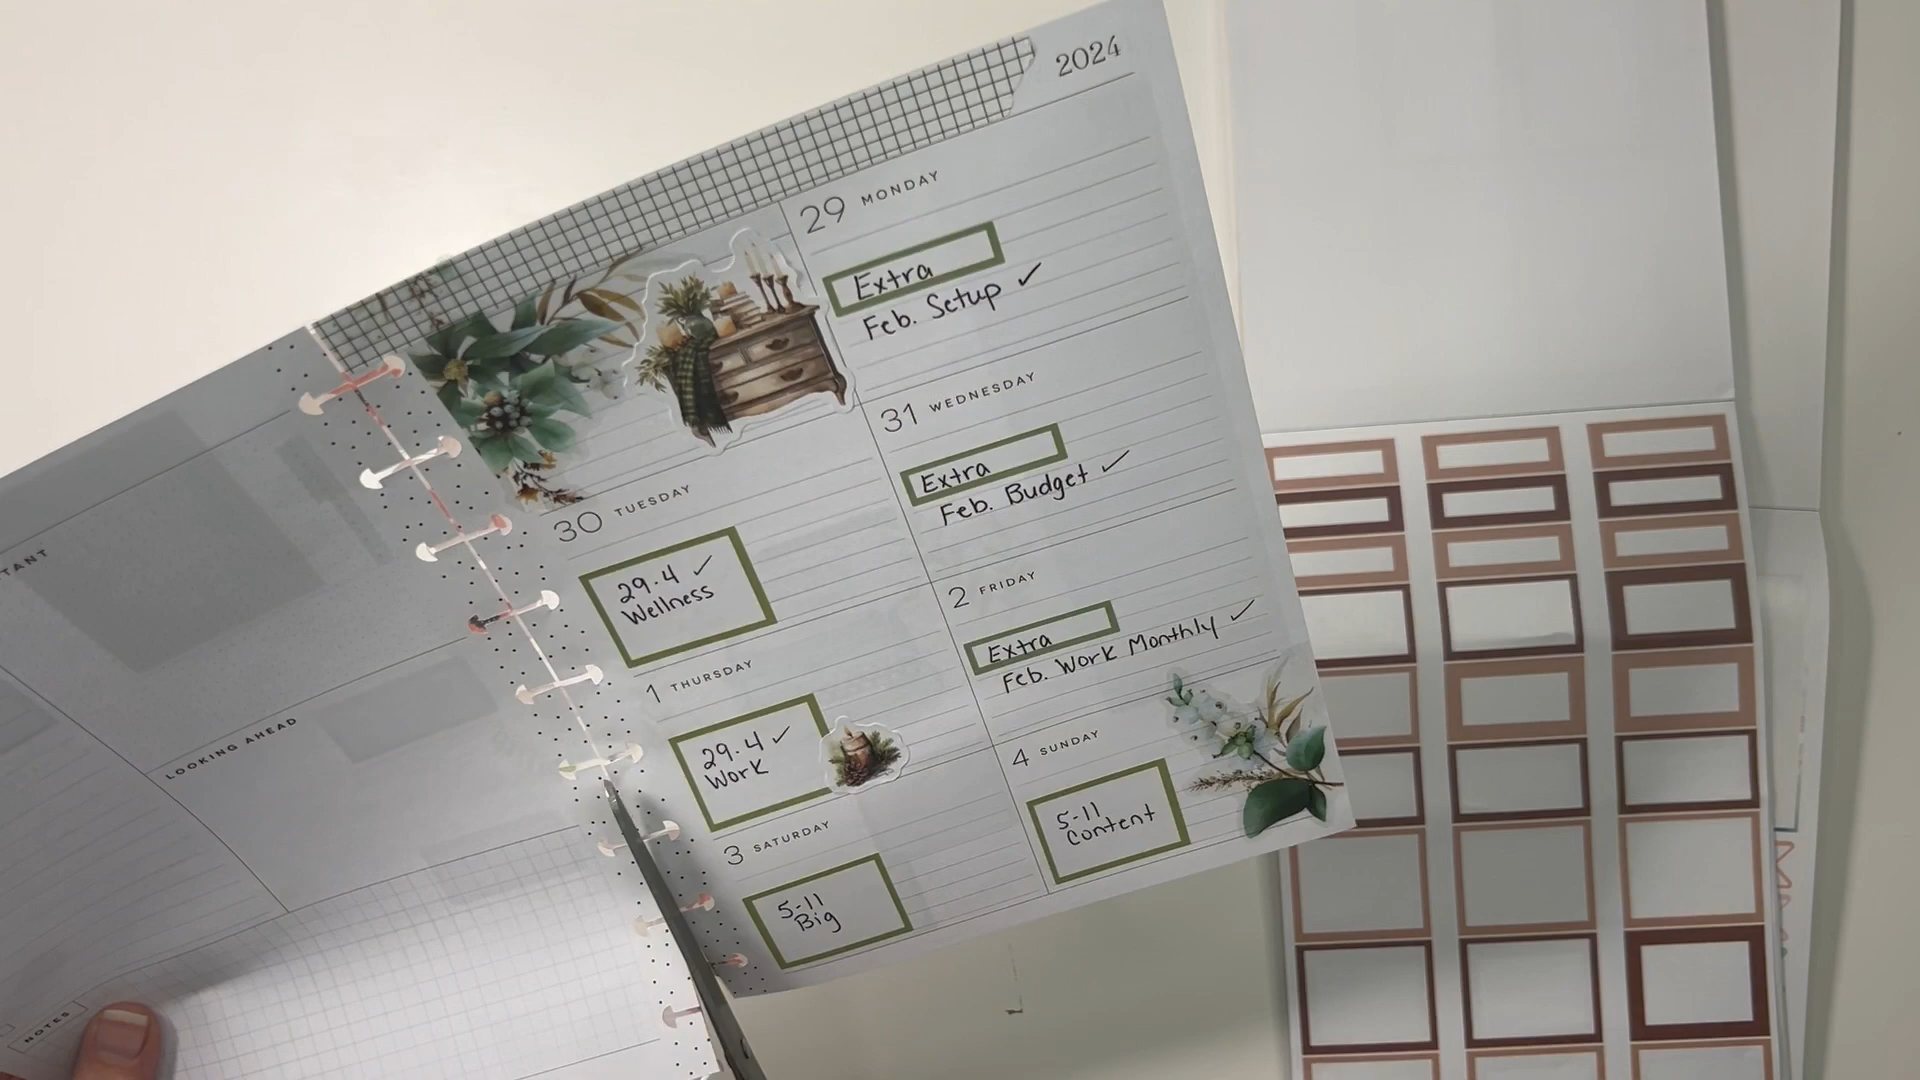 2024
29 MONDAY
Extra
Feb. Setup ✓
30 TUESDAY
29.4 ✓
Wellness
31 WEDNESDAY
Extra
Feb. Budget ✓
1 THURSDAY
29.4 ✓
Work
2 FRIDAY
Extra
Feb. Work Monthly ✓
3 SATURDAY
5-11
Big
4 SUNDAY
5-11
Content
TANT
LOOKING AHEAD
NOTES